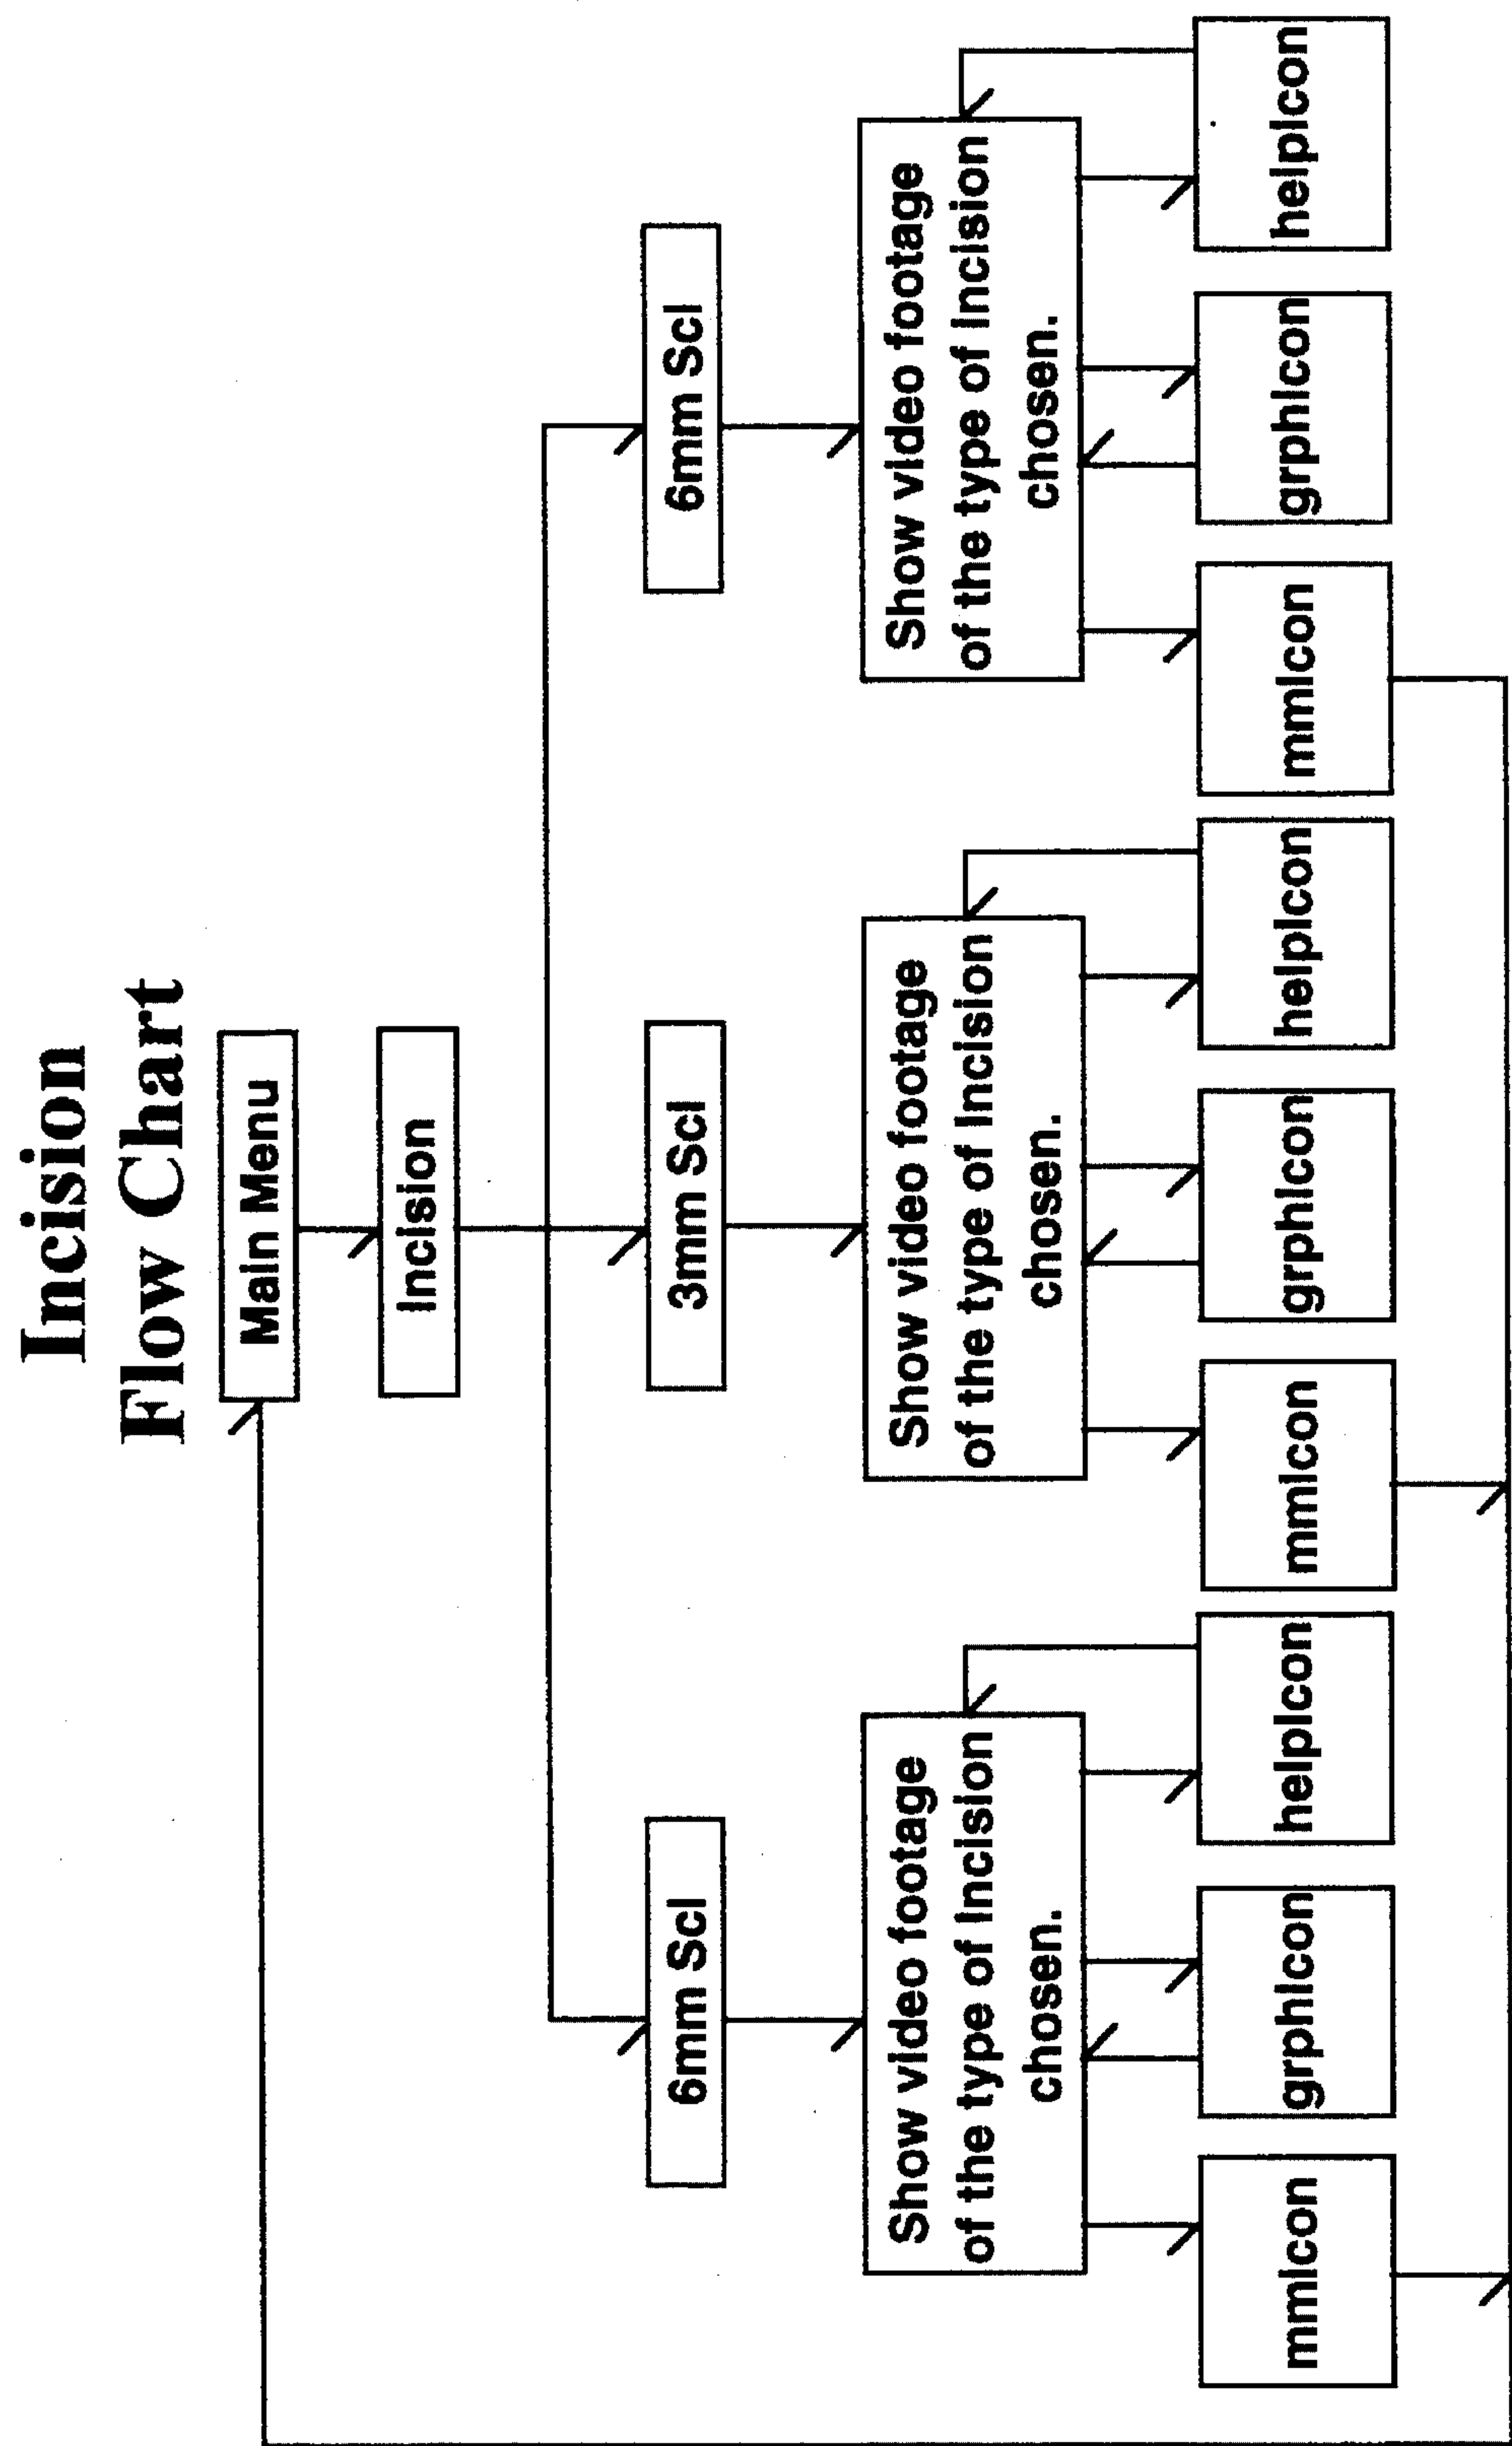 Incision
Flow Chart
Main Menu
Incision
6mm Scl
3mm Scl
6mm Scl
Show video footage
of the type of Incision
chosen.
Show video footage
of the type of Incision
chosen.
Show video footage
of the type of Incision
chosen.
mmIcon
grphIcon
helpIcon
mmIcon
grphIcon
helpIcon
mmIcon
grphIcon
helpIcon